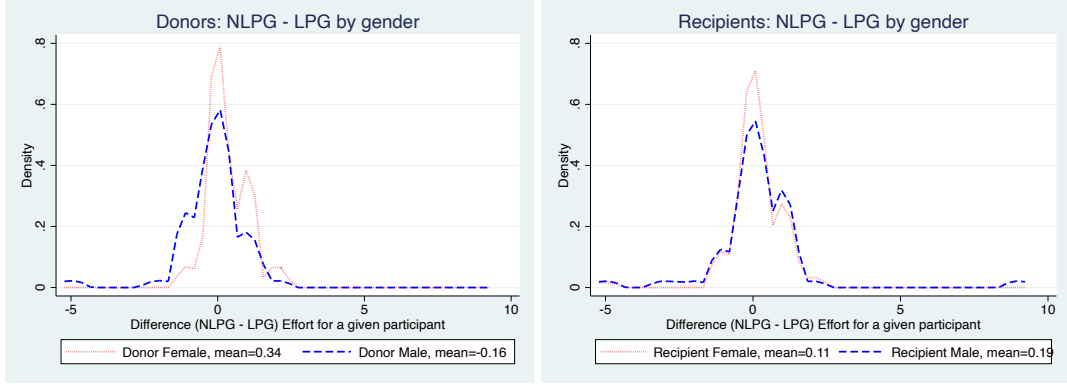 Donors: NLPG - LPG by gender
.8
.6
.4
.2
0
Density
-5 0 5 10
Difference (NLPG - LPG) Effort for a given participant
Donor Female, mean=0.34 Donor Male, mean=-0.16
Recipients: NLPG - LPG by gender
.8
.6
.4
.2
0
Density
-5 0 5 10
Difference (NLPG - LPG) Effort for a given participant
Recipient Female, mean=0.11 Recipient Male, mean=0.19